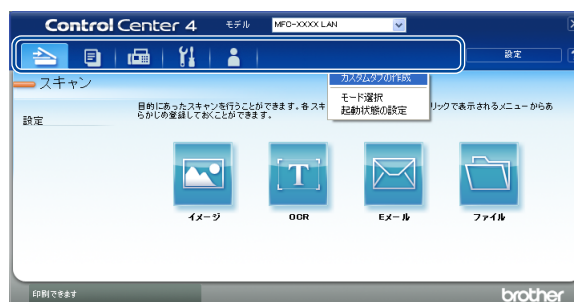 Control Center 4
モデル
MFC-XXXX LAN
設定
スキャン
カスタムタブの作成
モード選択
起動状態の設定
設定
目的にあったスキャンを行うことができます。各スキ
リックで表示されるメニューからあ
らかじめ登録しておくことができます。
イメージ
OCR
Eメール
ファイル
印刷できます
brother